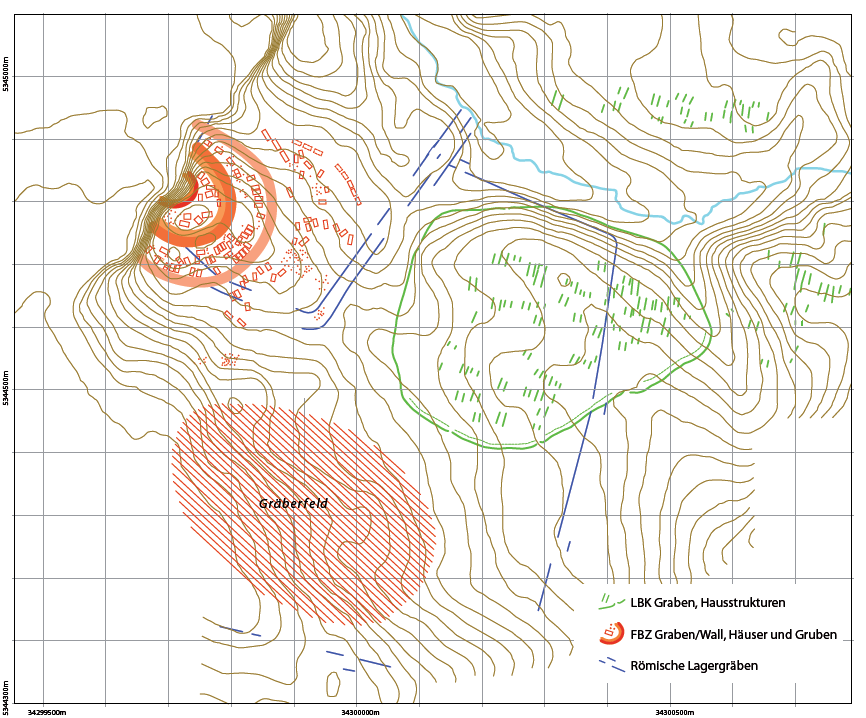 5345000m
5344500m
Gräberfeld
LBK Graben, Hausstrukturen
FBZ Graben/Wall, Häuser und Gruben
Römische Lagergräben
5344300m
34299500m
34300000m
34300500m